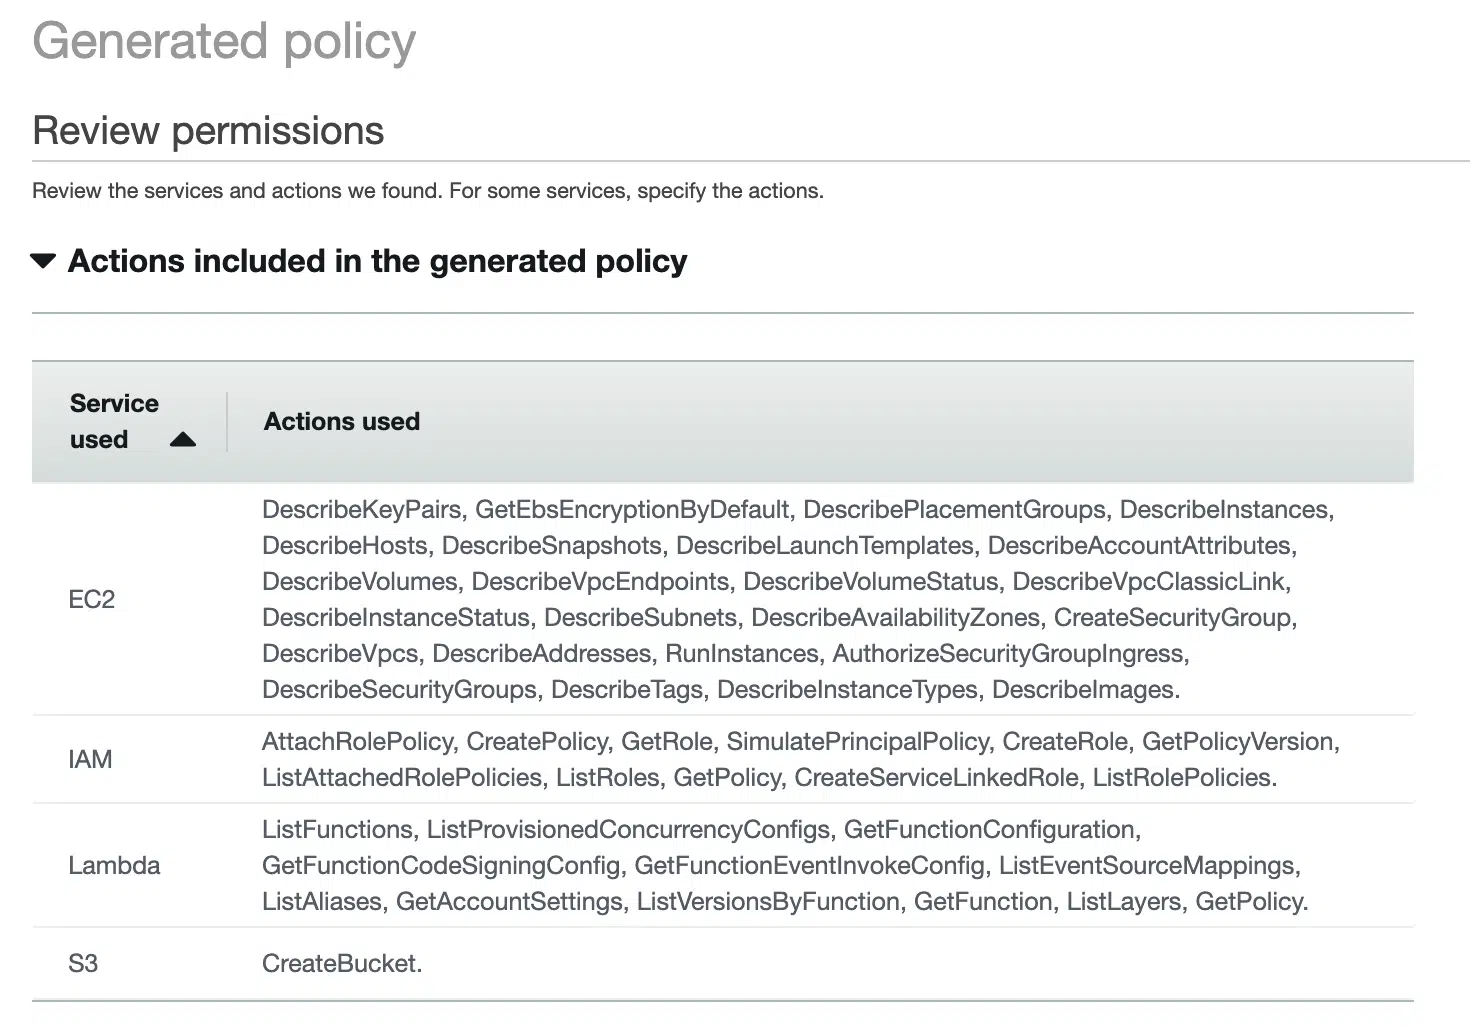 Generated policy
Review permissions
Review the services and actions we found. For some services, specify the actions.
Actions included in the generated policy
Service
used
Actions used
EC2
DescribeKeyPairs, GetEbsEncryptionByDefault, DescribePlacementGroups, DescribeInstances,
DescribeHosts, DescribeSnapshots, DescribeLaunchTemplates, DescribeAccountAttributes,
DescribeVolumes, DescribeVpcEndpoints, DescribeVolumeStatus, DescribeVpcClassicLink,
DescribeInstanceStatus, DescribeSubnets, DescribeAvailabilityZones, CreateSecurityGroup,
DescribeVpcs, DescribeAddresses, RunInstances, AuthorizeSecurityGroupIngress,
DescribeSecurityGroups, DescribeTags, DescribeInstanceTypes, DescribeImages.
IAM
AttachRolePolicy, CreatePolicy, GetRole, SimulatePrincipalPolicy, CreateRole, GetPolicyVersion,
ListAttachedRolePolicies, ListRoles, GetPolicy, CreateServiceLinkedRole, ListRolePolicies.
Lambda
ListFunctions, ListProvisionedConcurrencyConfigs, GetFunctionConfiguration,
GetFunctionCodeSigningConfig, GetFunctionEventInvokeConfig, ListEventSourceMappings,
ListAliases, GetAccountSettings, ListVersionsByFunction, GetFunction, ListLayers, GetPolicy.
S3
CreateBucket.